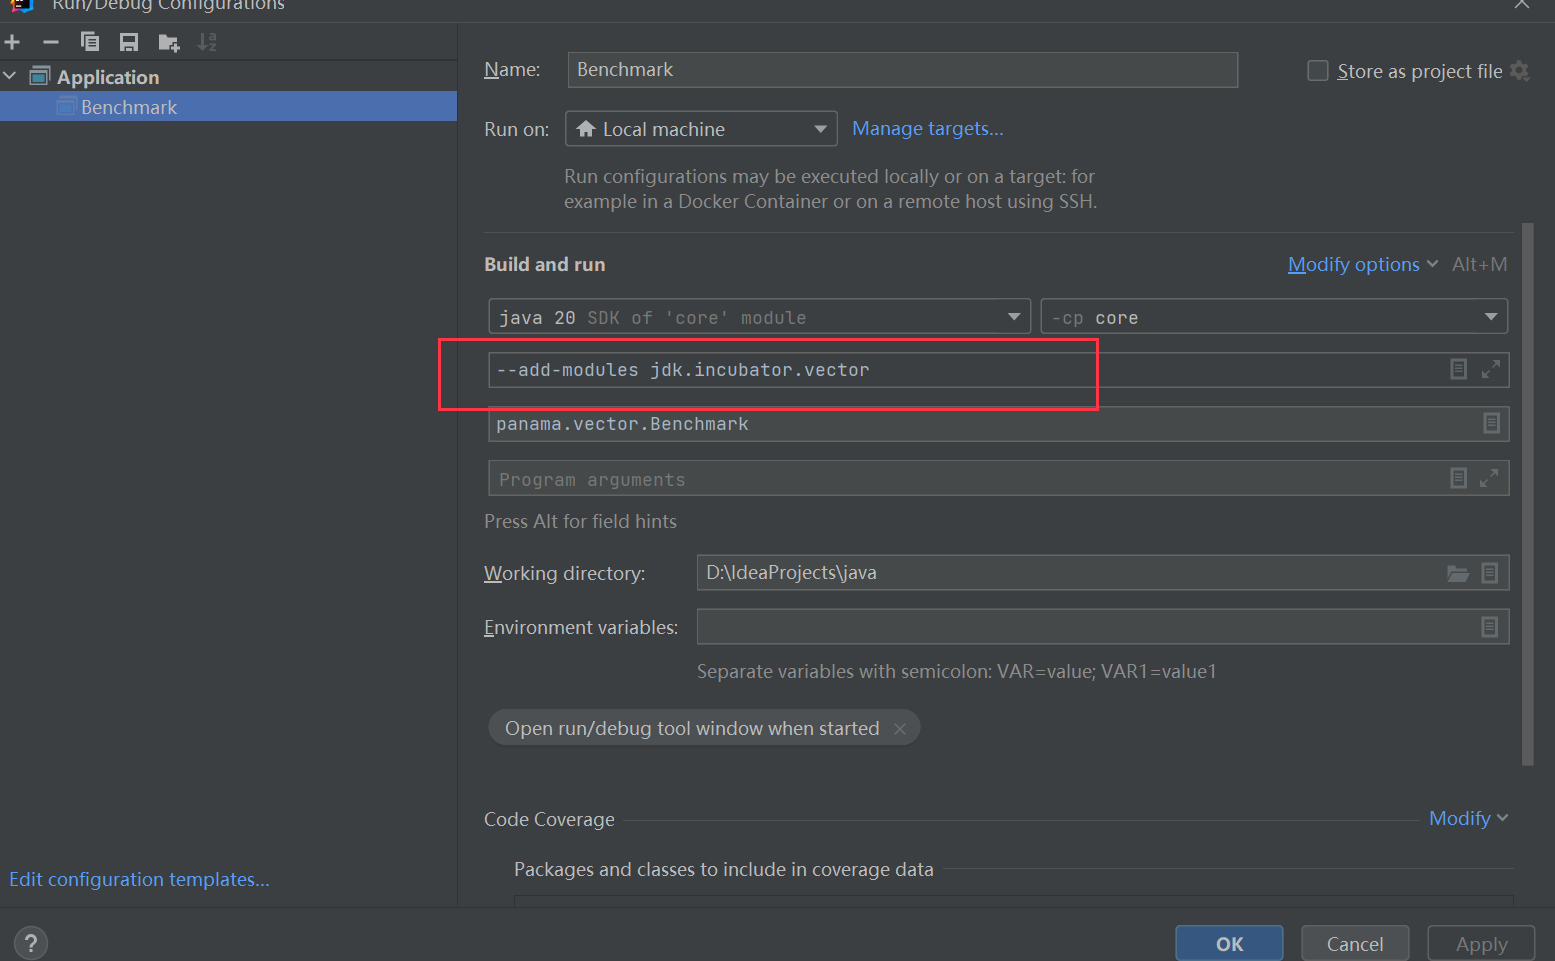 Run/Debug Configurations
Application
Benchmark
Name: Benchmark Store as project file
Run on: Local machine Manage targets...
Run configurations may be executed locally or on a target: for
example in a Docker Container or on a remote host using SSH.
Build and run Modify options Alt+M
java 20 SDK of 'core' module -cp core
--add-modules jdk.incubator.vector
panama.vector.Benchmark
Program arguments
Press Alt for field hints
Working directory: D:\IdeaProjects\java
Environment variables:
Separate variables with semicolon: VAR=value; VAR1=value1
Open run/debug tool window when started
Code Coverage Modify
Packages and classes to include in coverage data
Edit configuration templates...
? OK Cancel Apply